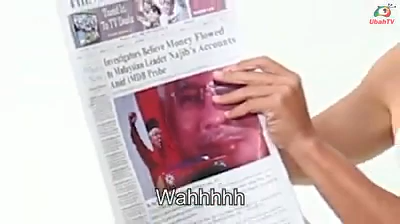 UbahTV
Investigators Believe Money Flowed
to Malaysian Leader Najib's Accounts
Amid 1MDB Probe
Wahhhhh